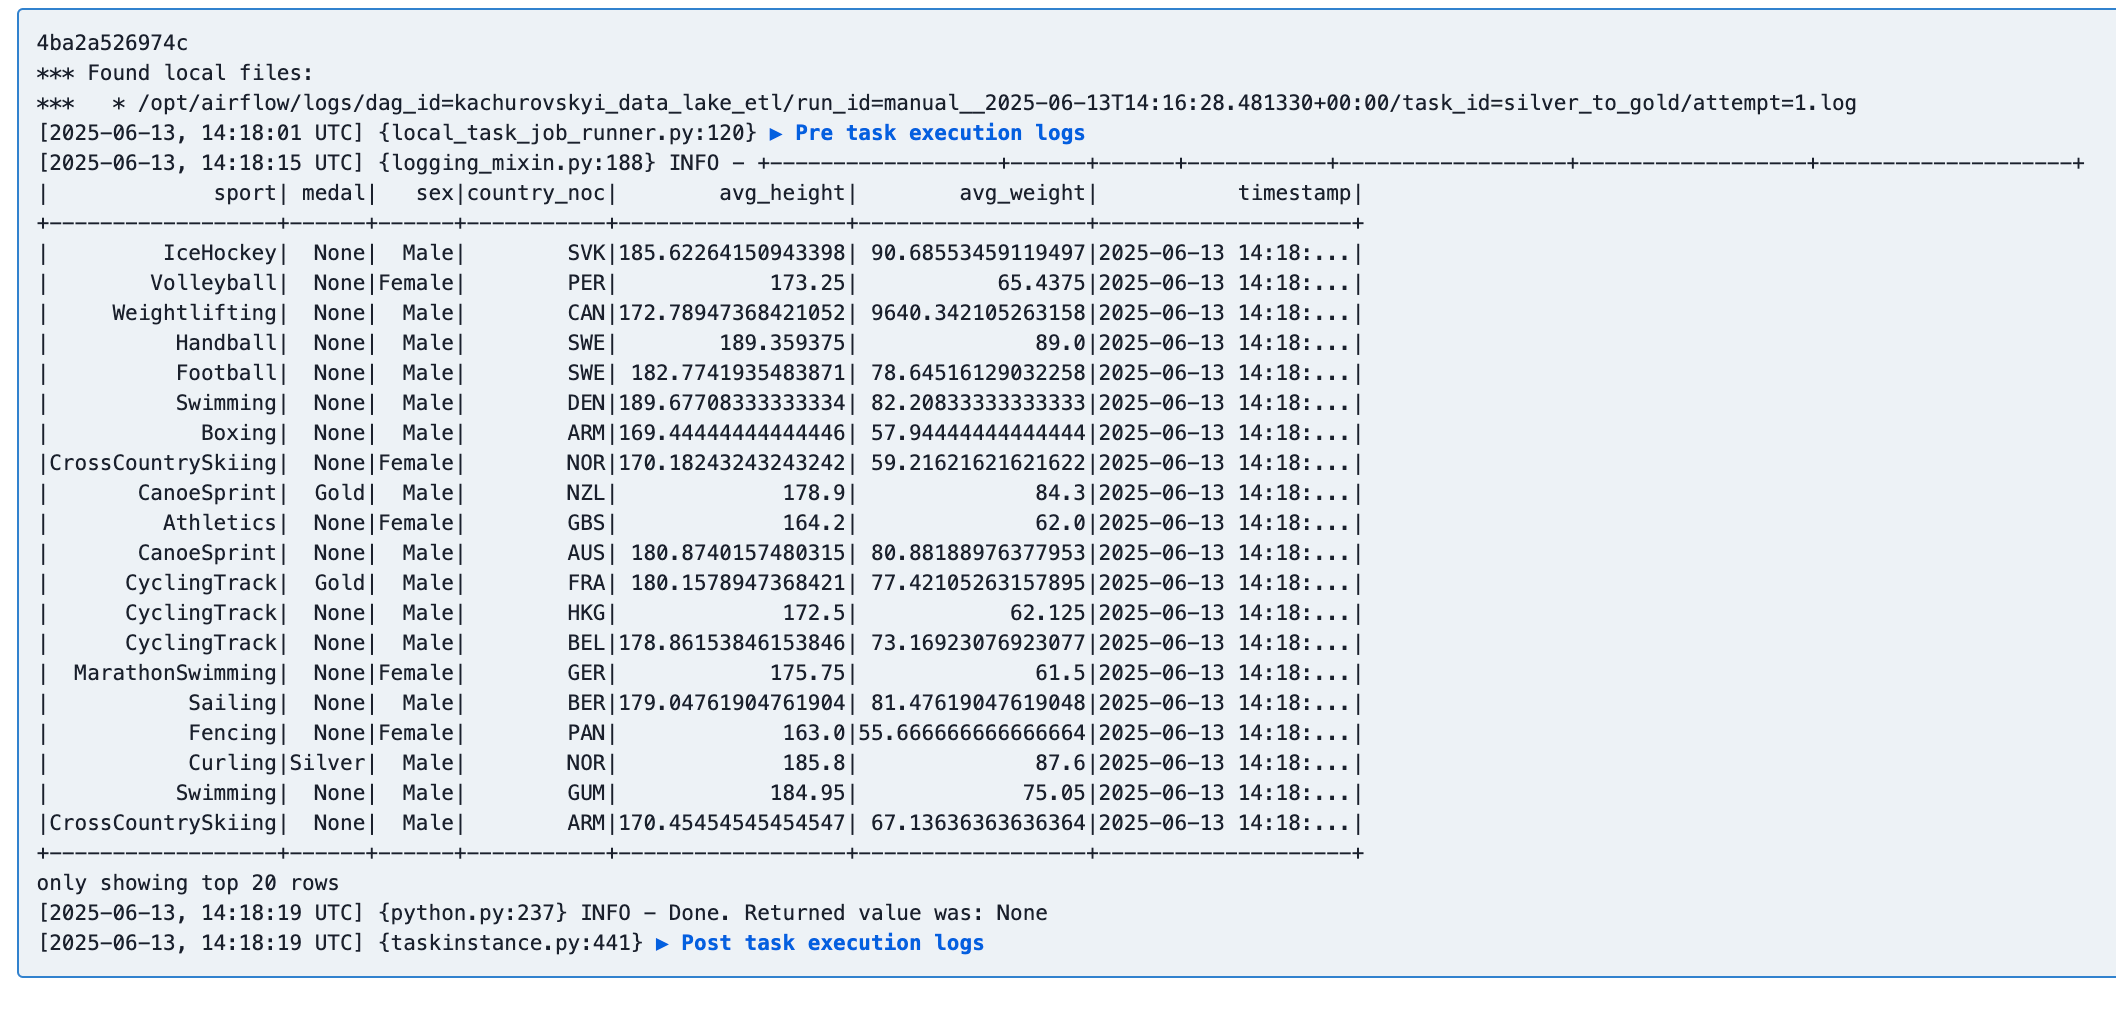 4ba2a526974c
*** Found local files:
***   * /opt/airflow/logs/dag_id=kachurovskyi_data_lake_etl/run_id=manual__2025-06-13T14:16:28.481330+00:00/task_id=silver_to_gold/attempt=1.log
[2025-06-13, 14:18:01 UTC] {local_task_job_runner.py:120} ▶ Pre task execution logs
[2025-06-13, 14:18:15 UTC] {logging_mixin.py:188} INFO - +------------------+------+------+-----------+------------------+------------------+--------------------+
|             sport| medal|   sex|country_noc|        avg_height|        avg_weight|           timestamp|
+------------------+------+------+-----------+------------------+------------------+--------------------+
|         IceHockey|  None|  Male|        SVK|185.62264150943398| 90.68553459119497|2025-06-13 14:18:...|
|        Volleyball|  None|Female|        PER|            173.25|           65.4375|2025-06-13 14:18:...|
|     Weightlifting|  None|  Male|        CAN|172.78947368421052| 9640.342105263158|2025-06-13 14:18:...|
|          Handball|  None|  Male|        SWE|        189.359375|              89.0|2025-06-13 14:18:...|
|          Football|  None|  Male|        SWE| 182.7741935483871| 78.64516129032258|2025-06-13 14:18:...|
|          Swimming|  None|  Male|        DEN|189.67708333333334| 82.20833333333333|2025-06-13 14:18:...|
|            Boxing|  None|  Male|        ARM|169.44444444444446| 57.94444444444444|2025-06-13 14:18:...|
|CrossCountrySkiing|  None|Female|        NOR|170.18243243243242| 59.21621621621622|2025-06-13 14:18:...|
|       CanoeSprint|  Gold|  Male|        NZL|             178.9|              84.3|2025-06-13 14:18:...|
|         Athletics|  None|Female|        GBS|             164.2|              62.0|2025-06-13 14:18:...|
|       CanoeSprint|  None|  Male|        AUS| 180.8740157480315| 80.88188976377953|2025-06-13 14:18:...|
|      CyclingTrack|  Gold|  Male|        FRA| 180.1578947368421| 77.42105263157895|2025-06-13 14:18:...|
|      CyclingTrack|  None|  Male|        HKG|             172.5|            62.125|2025-06-13 14:18:...|
|      CyclingTrack|  None|  Male|        BEL|178.86153846153846| 73.16923076923077|2025-06-13 14:18:...|
|  MarathonSwimming|  None|Female|        GER|            175.75|              61.5|2025-06-13 14:18:...|
|           Sailing|  None|  Male|        BER|179.04761904761904| 81.47619047619048|2025-06-13 14:18:...|
|           Fencing|  None|Female|        PAN|             163.0|55.666666666666664|2025-06-13 14:18:...|
|           Curling|Silver|  Male|        NOR|             185.8|              87.6|2025-06-13 14:18:...|
|          Swimming|  None|  Male|        GUM|            184.95|             75.05|2025-06-13 14:18:...|
|CrossCountrySkiing|  None|  Male|        ARM|170.45454545454547| 67.13636363636364|2025-06-13 14:18:...|
+------------------+------+------+-----------+------------------+------------------+--------------------+
only showing top 20 rows
[2025-06-13, 14:18:19 UTC] {python.py:237} INFO - Done. Returned value was: None
[2025-06-13, 14:18:19 UTC] {taskinstance.py:441} ▶ Post task execution logs